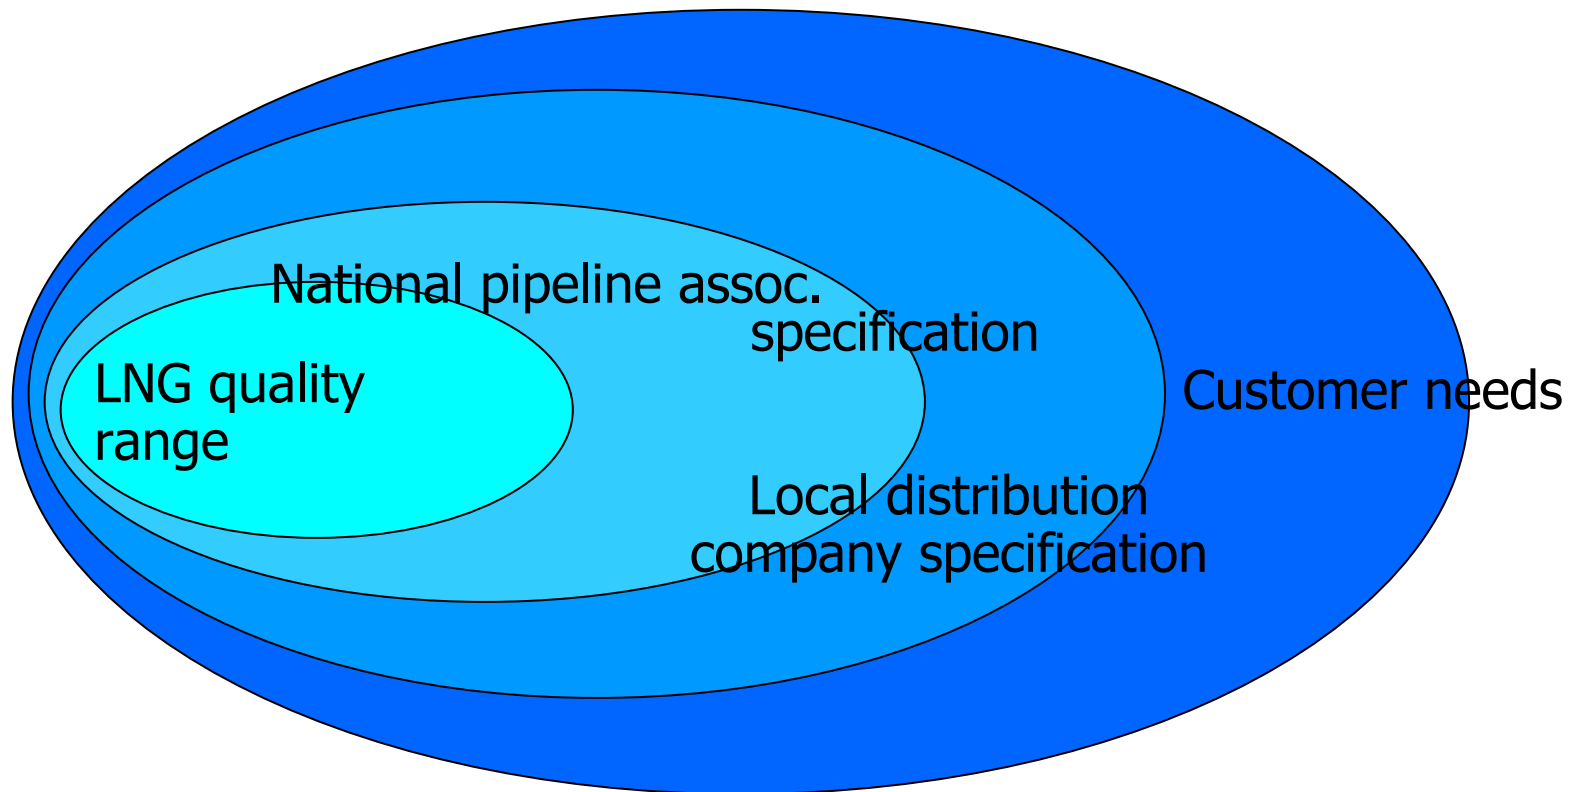 National pipeline assoc.
specification
LNG quality
range
Customer needs
Local distribution
company specification